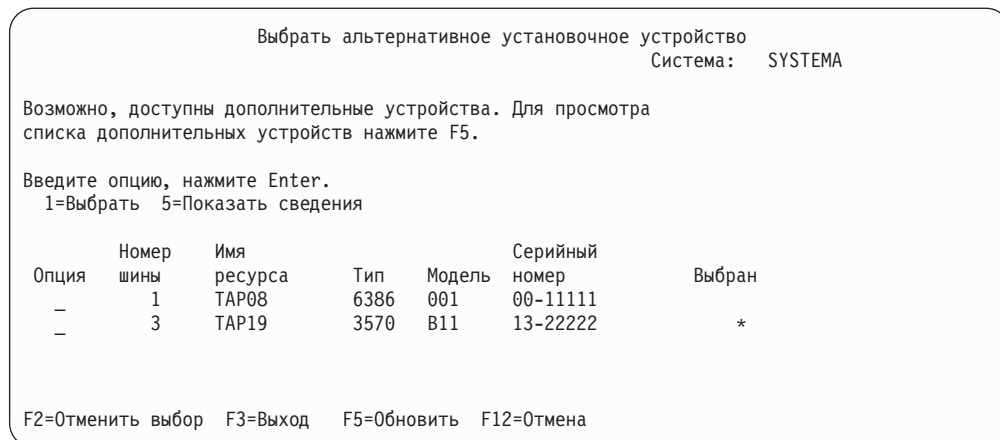 Выбрать альтернативное установочное устройство
Система: SYSTEMA
Возможно, доступны дополнительные устройства. Для просмотра
списка дополнительных устройств нажмите F5.
Введите опцию, нажмите Enter.
1=Выбрать 5=Показать сведения
Номер Имя Серийный
Опция шины ресурса Тип Модель номер Выбран
_ 1 TAP08 6386 001 00-11111
_ 3 TAP19 3570 B11 13-22222 *
F2=Отменить выбор F3=Выход F5=Обновить F12=Отмена